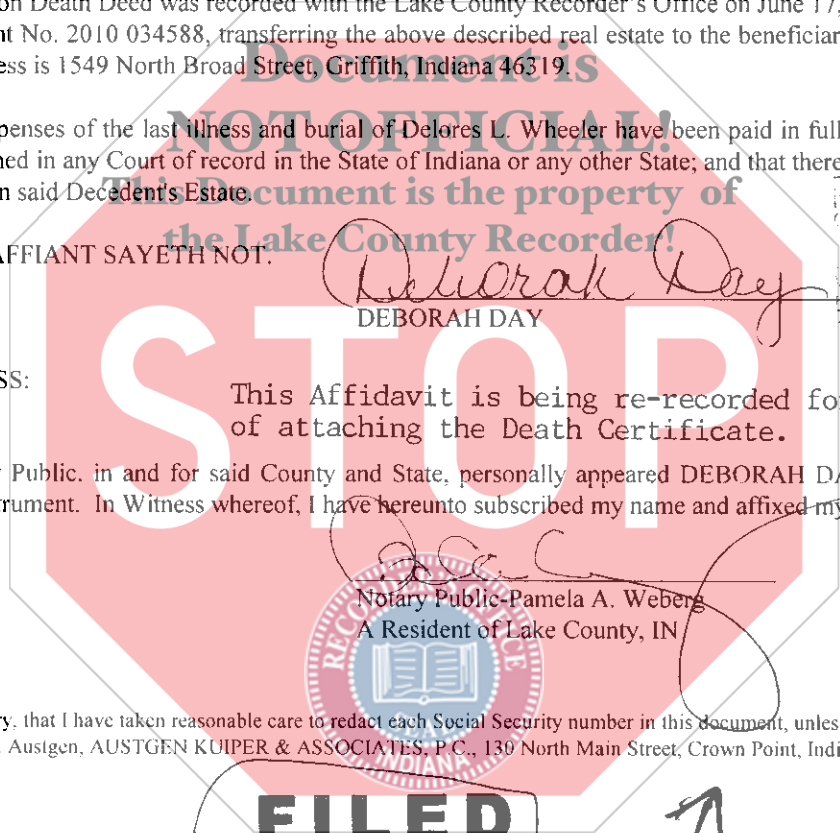 on Death Deed was recorded with the Lake County Recorder's Office on June 17,
nt No. 2010 034588, transferring the above described real estate to the beneficiar
ess is 1549 North Broad Street, Griffith, Indiana 46319.
Document is
NOT OFFICIAL!
This Document is the property of
the Lake County Recorder!
penses of the last illness and burial of Delores L. Wheeler have been paid in full
ned in any Court of record in the State of Indiana or any other State; and that there
n said Decedent's Estate.
AFFIANT SAYETH NOT.
Deborah Day
DEBORAH DAY
STOP
SS:
This Affidavit is being re-recorded fo
of attaching the Death Certificate.
Public. in and for said County and State, personally appeared DEBORAH DA
trument. In Witness whereof, I have hereunto subscribed my name and affixed my
Notary Public-Pamela A. Weberg
A Resident of Lake County, IN
RECORDER'S OFFICE
SEAL
INDIANA
ry, that I have taken reasonable care to redact each Social Security number in this document, unles
. Austgen, AUSTGEN KUIPER & ASSOCIATES, P.C., 130 North Main Street, Crown Point, Indi
FILED